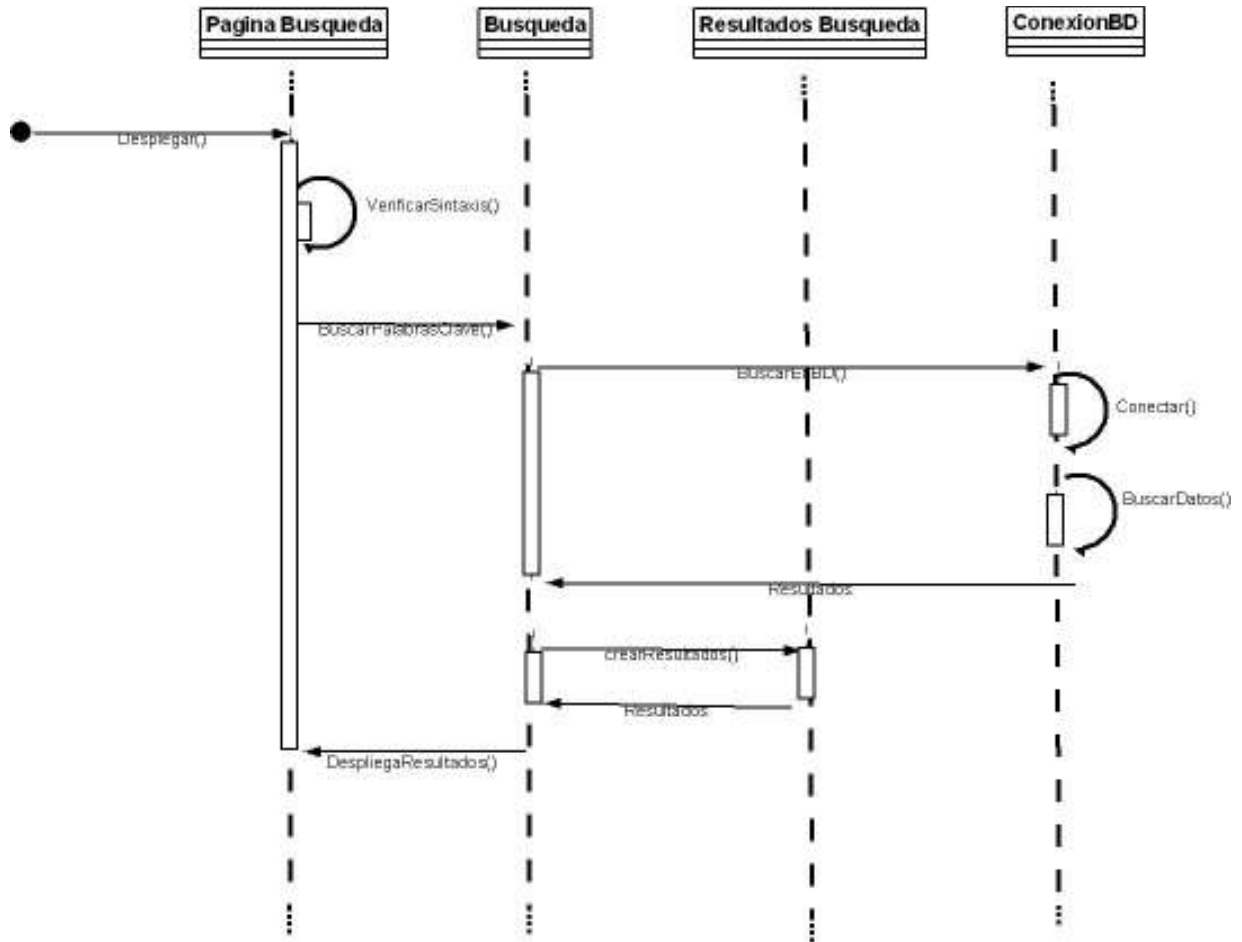 Pagina Busqueda
Busqueda
Resultados Busqueda
ConexionBD
Desplegar()
VerificarSintaxis()
BuscarPalabrasClave()
BuscarEnBD()
Conectar()
BuscarDatos()
Resultados
crearResultados()
Resultados
DespliegaResultados()